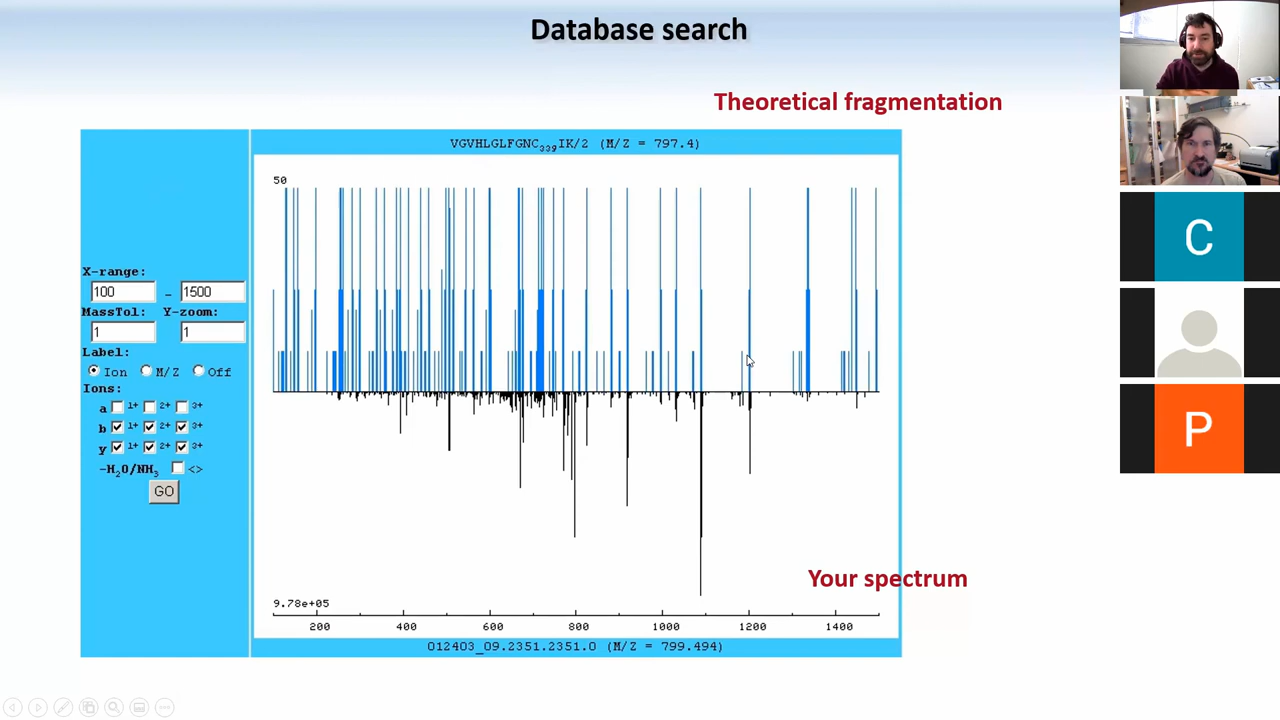 Database search
Theoretical fragmentation
VGVHLGLFGNC339IK/2 (M/Z = 797.4)
50
X-range:
100 - 1500
MassTol: Y-zoom:
1 1
Label:
Ion M/Z Off
Ions:
a 1+ 2+ 3+
b 1+ 2+ 3+
y 1+ 2+ 3+
-H2O/NH3 <>
GO
Your spectrum
9.78e+05
200 400 600 800 1000 1200 1400
012403_09.2351.2351.0 (M/Z = 799.494)
C
P